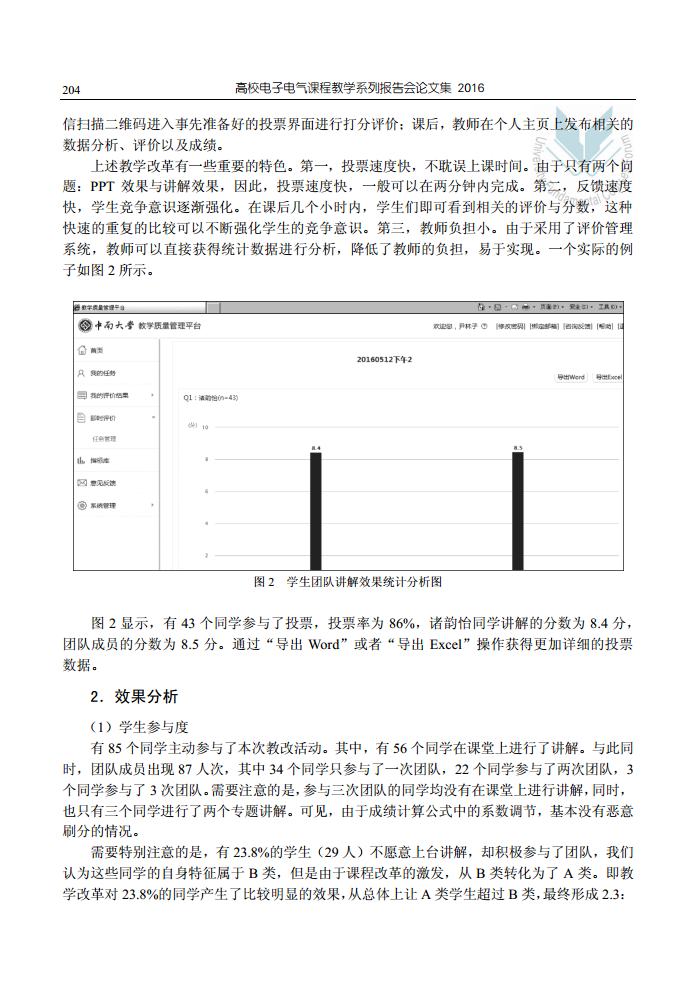 204
高校电子电气课程教学系列报告会论文集 2016
信扫描二维码进入事先准备好的投票界面进行打分评价；课后，教师在个人主页上发布相关的
数据分析、评价以及成绩。
上述教学改革有一些重要的特色。第一，投票速度快，不耽误上课时间。由于只有两个问
题：PPT 效果与讲解效果，因此，投票速度快，一般可以在两分钟内完成。第二，反馈速度
快，学生竞争意识逐渐强化。在课后几个小时内，学生们即可看到相关的评价与分数，这种
快速的重复的比较可以不断强化学生的竞争意识。第三，教师负担小。由于采用了评价管理
系统，教师可以直接获得统计数据进行分析，降低了教师的负担，易于实现。一个实际的例
子如图 2 所示。
教学质量管理平台
页面(P) 安全(S) 工具(O)
中南大学 教学质量管理平台
欢迎您，尹林子 [修改密码] [绑定邮箱] [咨询反馈] [帮助]
首页
我的任务
我的评价结果
即时评价
任务管理
指标库
意见反馈
系统管理
20160512下午2
导出Word 导出Excel
Q1：诸韵怡(n=43)
(分) 10
8
6
4
2
8.4
8.5
图 2 学生团队讲解效果统计分析图
图 2 显示，有 43 个同学参与了投票，投票率为 86%，诸韵怡同学讲解的分数为 8.4 分，
团队成员的分数为 8.5 分。通过“导出 Word”或者“导出 Excel”操作获得更加详细的投票
数据。
2．效果分析
（1）学生参与度
有 85 个同学主动参与了本次教改活动。其中，有 56 个同学在课堂上进行了讲解。与此同
时，团队成员出现 87 人次，其中 34 个同学只参与了一次团队，22 个同学参与了两次团队，3
个同学参与了 3 次团队。需要注意的是，参与三次团队的同学均没有在课堂上进行讲解，同时，
也只有三个同学进行了两个专题讲解。可见，由于成绩计算公式中的系数调节，基本没有恶意
刷分的情况。
需要特别注意的是，有 23.8%的学生（29 人）不愿意上台讲解，却积极参与了团队，我们
认为这些同学的自身特征属于 B 类，但是由于课程改革的激发，从 B 类转化为了 A 类。即教
学改革对 23.8%的同学产生了比较明显的效果，从总体上让 A 类学生超过 B 类，最终形成 2.3：